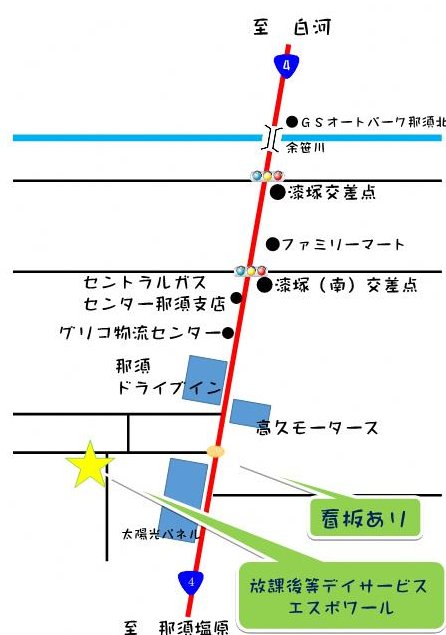 至 白河
4
GSオートパーク那須北
余笹川
漆塚交差点
ファミリーマート
漆塚（南）交差点
セントラルガス
センター那須支店
グリコ物流センター
那須
ドライブイン
高久モータース
看板あり
太陽光パネル
放課後等デイサービス
エスポワール
4
至 那須塩原